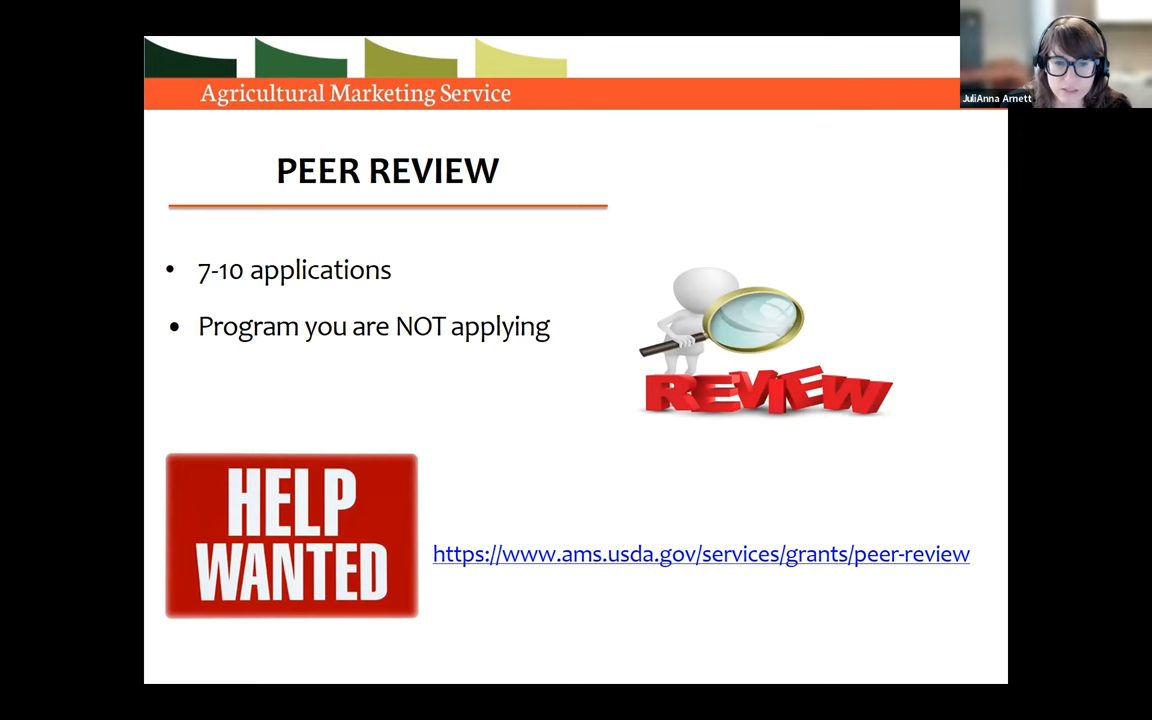 Agricultural Marketing Service
JuliAnna Arnett
PEER REVIEW
• 7-10 applications
• Program you are NOT applying
REVIEW
HELP
WANTED
https://www.ams.usda.gov/services/grants/peer-review